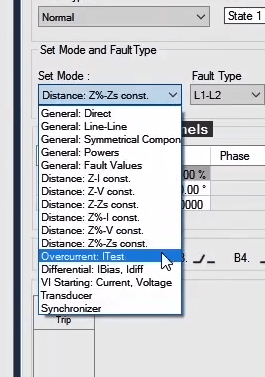 Normal
State 1
Set Mode and FaultType
Set Mode :
Fault Type
Distance: Z%-Zs const.
L1-L2
General: Direct
General: Line-Line
General: Symmetrical Compon
General: Powers
General: Fault Values
Distance: Z-I const.
Distance: Z-V const.
Distance: Z-Zs const.
Distance: Z%-I const.
Distance: Z%-V const.
Distance: Z%-Zs const.
Overcurrent: ITest
Differential: IBias, Idiff
VI Starting: Current, Voltage
Transducer
Synchronizer
nels
Phase
00 %
0.00 °
0000
3.
B4.
Trip